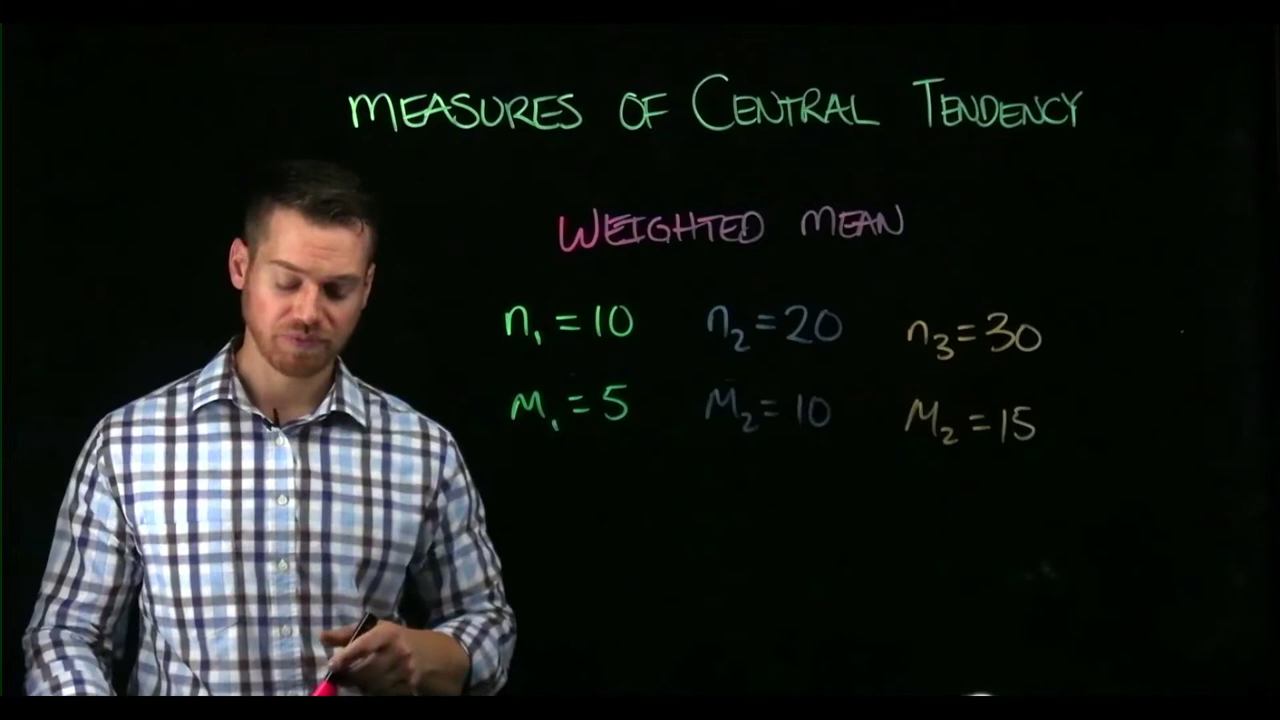 MEASURES OF CENTRAL TENDENCY
WEIGHTED MEAN
n₁ = 10 n₂ = 20 n₃ = 30
M₁ = 5 M₂ = 10 M₂ = 15